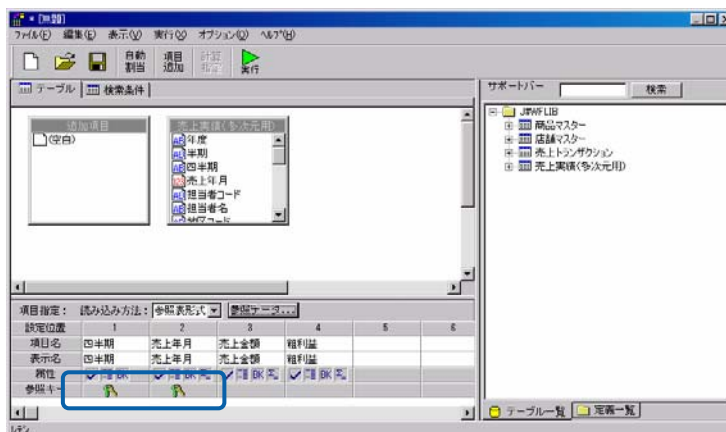 * - [無題]
ファイル(F) 編集(E) 表示(V) 実行(X) オプション(O) ヘルプ(H)
自動割当 項目追加 計算指定 実行
テーブル 検索条件
サポートバー 検索
追加項目
(空白)
売上実績(多次元用)
年度
半期
四半期
売上年月
担当者コード
担当者名
地区コード
J#WFLIB
商品マスター
店舗マスター
売上トランザクション
売上実績(多次元用)
項目指定: 読み込み方法: 参照表形式 参照データ...
設定位置 1 2 3 4 5 6
項目名 四半期 売上年月 売上金額 粗利益
表示名 四半期 売上年月 売上金額 粗利益
属性
参照キー
テーブル一覧 定義一覧